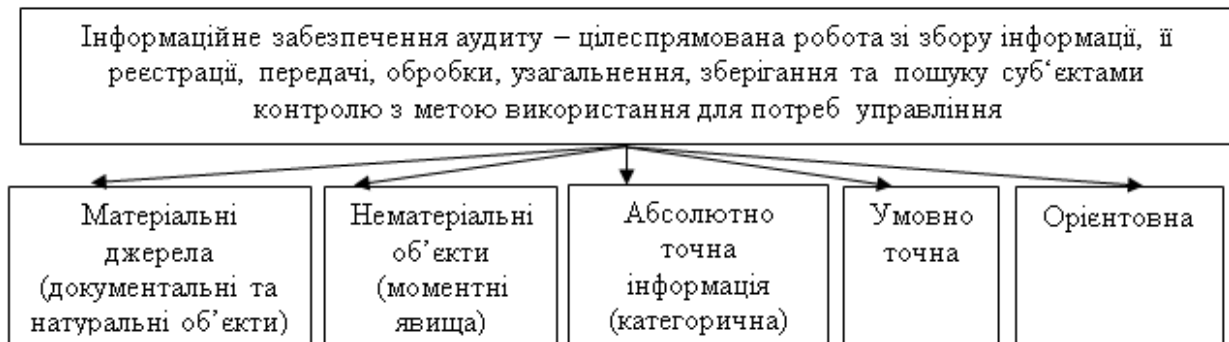 Інформаційне забезпечення аудиту – цілеспрямована робота зі збору інформації, її
реєстрації, передачі, обробки, узагальнення, зберігання та пошуку суб‘єктами
контролю з метою використання для потреб управління
Матеріальні
джерела
(документальні та
натуральні об’єкти)
Нематеріальні
об’єкти
(моментні
явища)
Абсолютно
точна
інформація
(категорична)
Умовно
точна
Орієнтовна